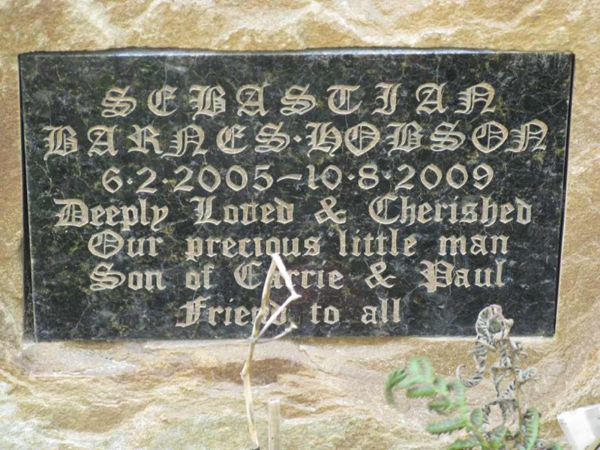 SEBASTIAN
BARNES-HOBSON
6·2·2005-10·8·2009
Deeply Loved & Cherished
Our precious little man
Son of Carrie & Paul
Friend to all